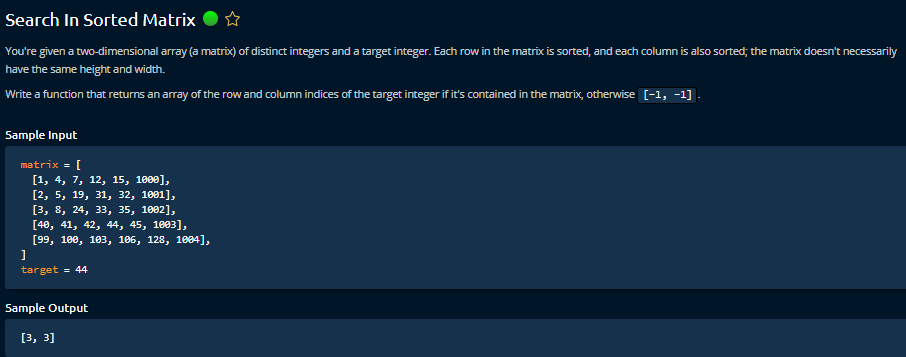 Search In Sorted Matrix
You're given a two-dimensional array (a matrix) of distinct integers and a target integer. Each row in the matrix is sorted, and each column is also sorted; the matrix doesn't necessarily
have the same height and width.
Write a function that returns an array of the row and column indices of the target integer if it's contained in the matrix, otherwise [-1, -1] .
Sample Input
matrix = [
[1, 4, 7, 12, 15, 1000],
[2, 5, 19, 31, 32, 1001],
[3, 8, 24, 33, 35, 1002],
[40, 41, 42, 44, 45, 1003],
[99, 100, 103, 106, 128, 1004],
]
target = 44
Sample Output
[3, 3]